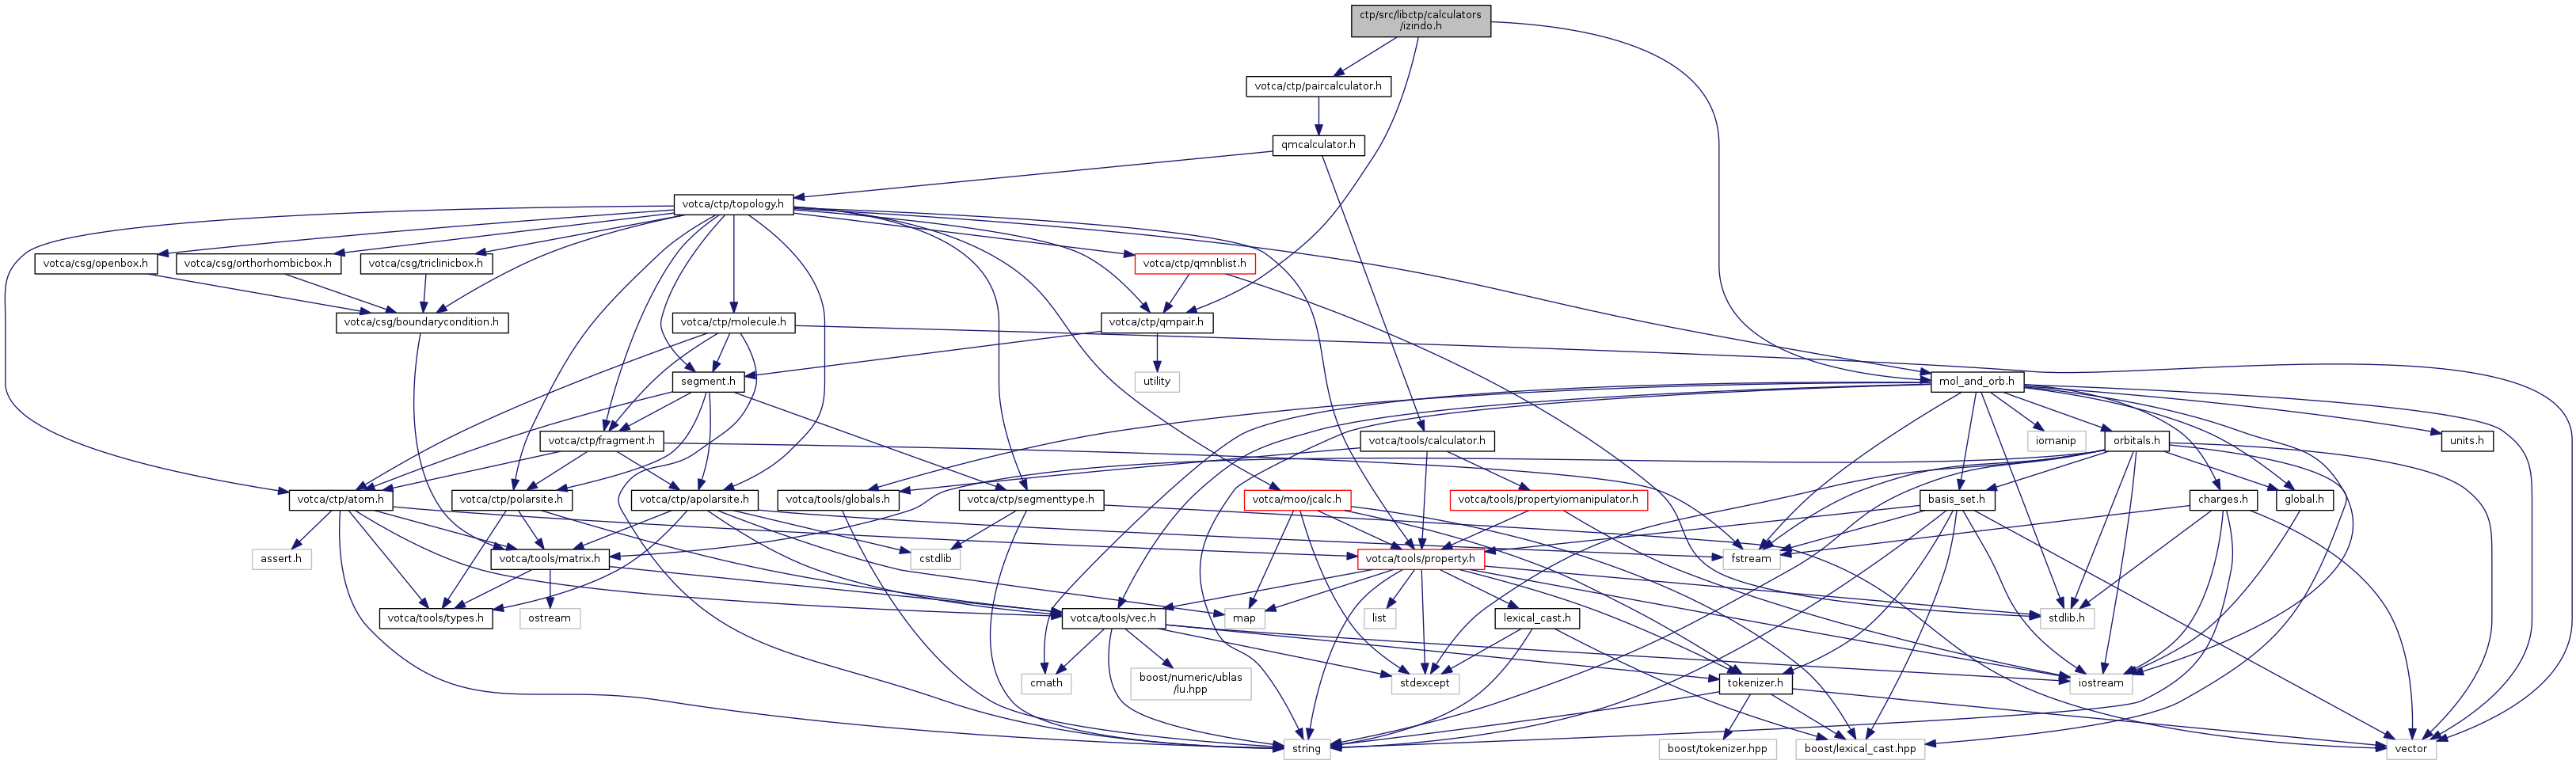 ctp/src/libctp/calculators
/izindo.h
votca/ctp/paircalculator.h
qmcalculator.h
votca/ctp/topology.h
votca/csg/openbox.h
votca/csg/orthorhombicbox.h
votca/csg/triclinicbox.h
votca/ctp/qmnblist.h
votca/csg/boundarycondition.h
votca/ctp/molecule.h
votca/ctp/qmpair.h
segment.h
utility
mol_and_orb.h
votca/ctp/fragment.h
votca/tools/calculator.h
iomanip
orbitals.h
units.h
votca/ctp/atom.h
votca/ctp/polarsite.h
votca/ctp/apolarsite.h
votca/tools/globals.h
votca/ctp/segmenttype.h
votca/moo/jcalc.h
votca/tools/propertyiomanipulator.h
basis_set.h
charges.h
global.h
assert.h
votca/tools/matrix.h
cstdlib
votca/tools/property.h
fstream
votca/tools/types.h
ostream
votca/tools/vec.h
map
list
lexical_cast.h
stdlib.h
cmath
boost/numeric/ublas
/lu.hpp
stdexcept
tokenizer.h
iostream
string
boost/tokenizer.hpp
boost/lexical_cast.hpp
vector